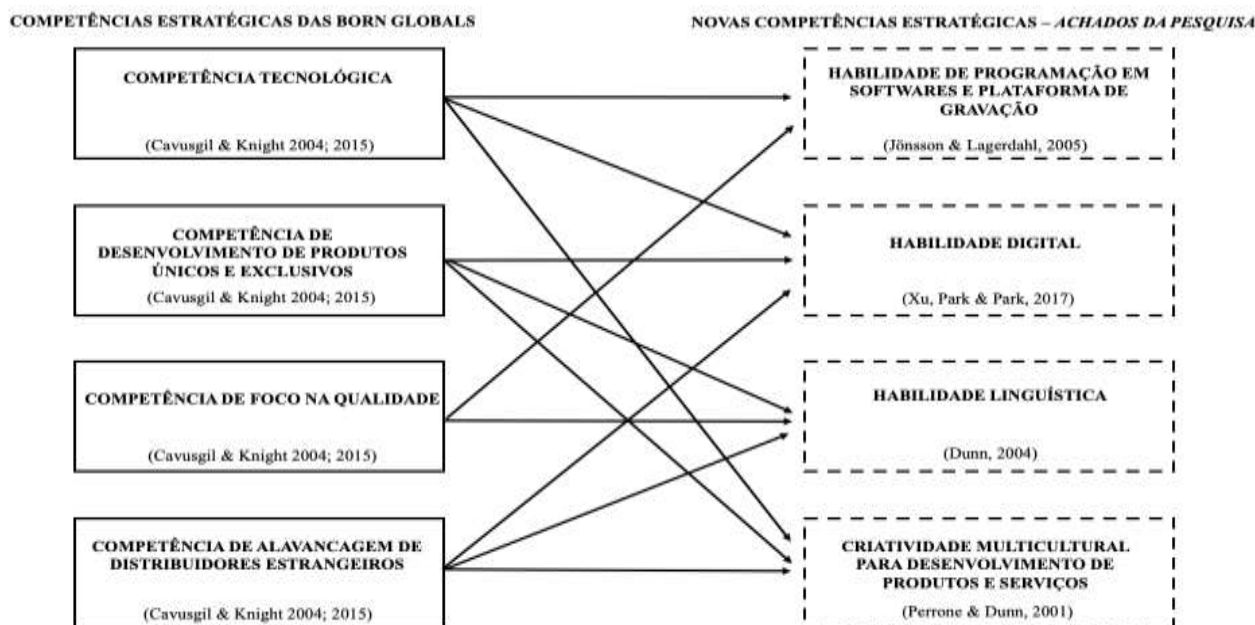 COMPETÊNCIAS ESTRATÉGICAS DAS BORN GLOBALS
NOVAS COMPETÊNCIAS ESTRATÉGICAS – ACHADOS DA PESQUISA
COMPETÊNCIA TECNOLÓGICA
(Cavusgil & Knight 2004; 2015)
COMPETÊNCIA DE
DESENVOLVIMENTO DE PRODUTOS
ÚNICOS E EXCLUSIVOS
(Cavusgil & Knight 2004; 2015)
COMPETÊNCIA DE FOCO NA QUALIDADE
(Cavusgil & Knight 2004; 2015)
COMPETÊNCIA DE ALAVANCAGEM DE
DISTRIBUIDORES ESTRANGEIROS
(Cavusgil & Knight 2004; 2015)
HABILIDADE DE PROGRAMAÇÃO EM
SOFTWARES E PLATAFORMA DE
GRAVAÇÃO
(Jönsson & Lagerdahl, 2005)
HABILIDADE DIGITAL
(Xu, Park & Park, 2017)
HABILIDADE LINGUÍSTICA
(Dunn, 2004)
CRIATIVIDADE MULTICULTURAL
PARA DESENVOLVIMENTO DE
PRODUTOS E SERVIÇOS
(Perrone & Dunn, 2001)